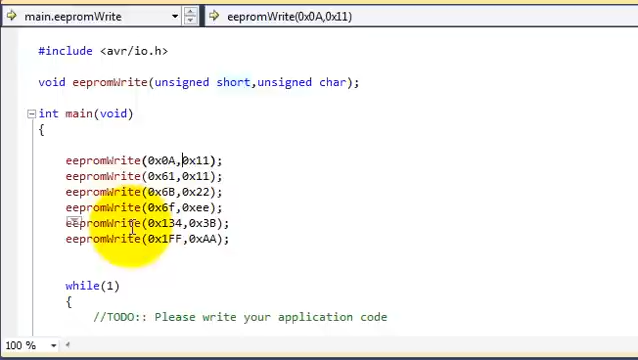 main.eepromWrite eepromWrite(0x0A,0x11)
#include <avr/io.h>
void eepromWrite(unsigned short,unsigned char);
int main(void)
{
eepromWrite(0x0A,0x11);
eepromWrite(0x61,0x11);
eepromWrite(0x6B,0x22);
eepromWrite(0x6f,0xee);
eepromWrite(0x134,0x3B);
eepromWrite(0x1FF,0xAA);
while(1)
{
//TODO:: Please write your application code
100 %